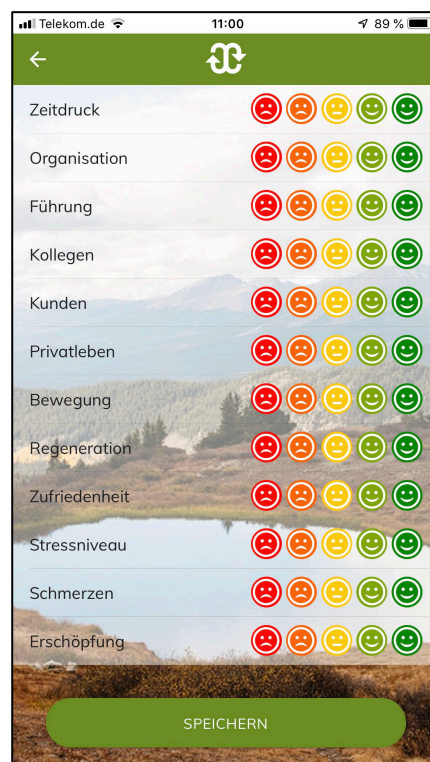 Telekom.de 11:00 89 %
Zeitdruck
Organisation
Führung
Kollegen
Kunden
Privatleben
Bewegung
Regeneration
Zufriedenheit
Stressniveau
Schmerzen
Erschöpfung
SPEICHERN